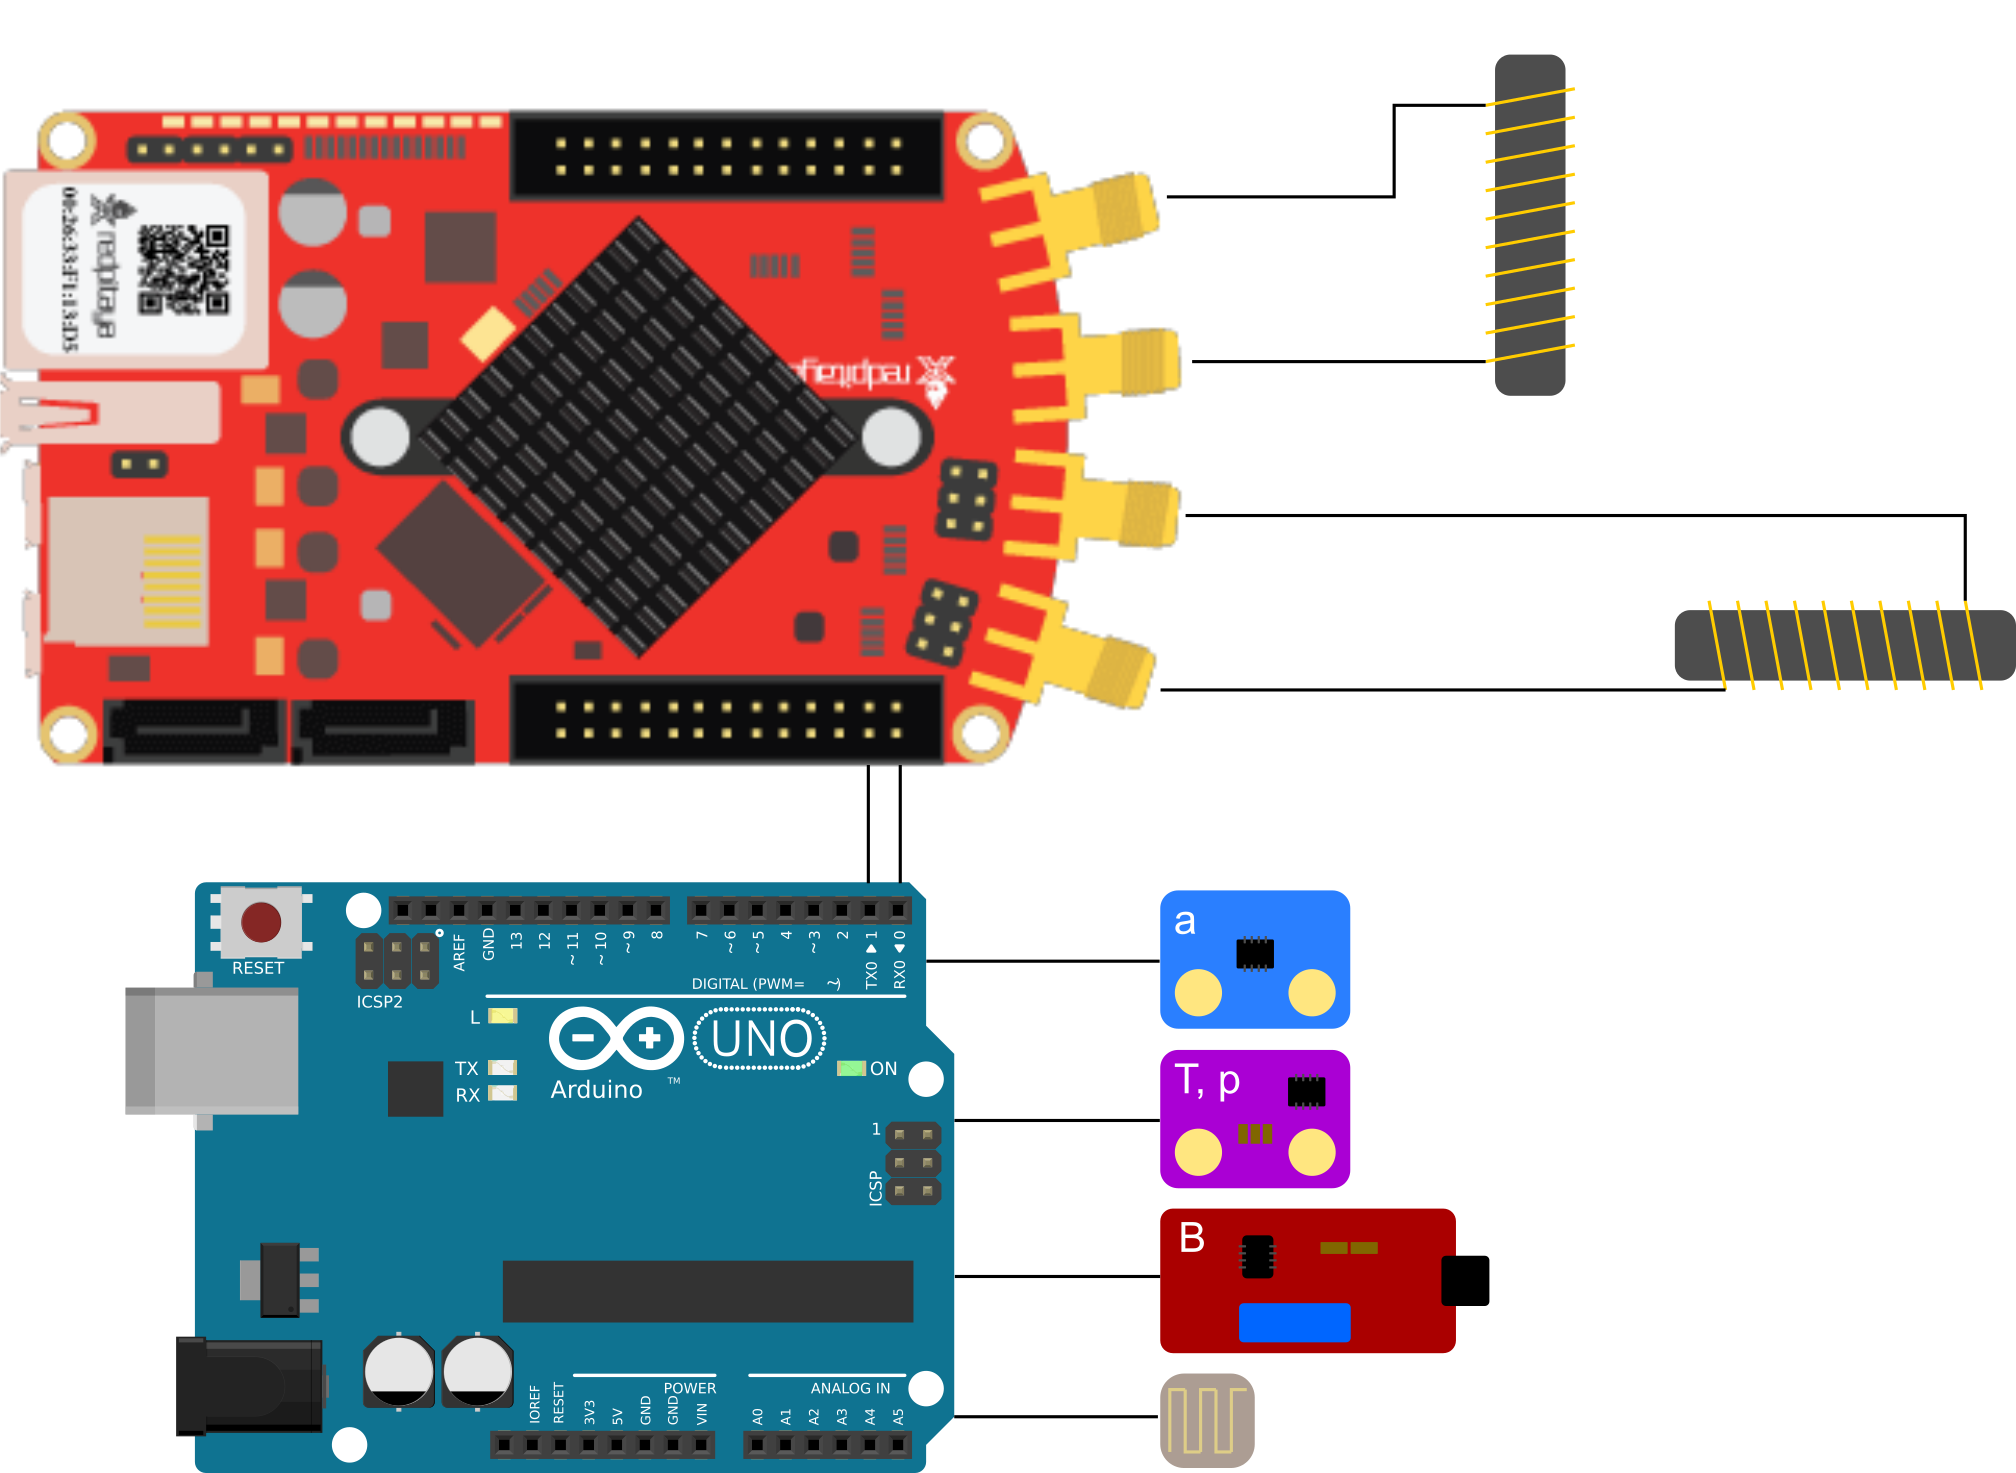 00:26:33:F1:13:D5
redpitaya
redpitaya
RESET
ICSP2
AREF
GND
13
12
~11
~10
~9
8
7
~6
~5
4
~3
2
TX0 ▶ 1
RX0 ◀ 0
DIGITAL (PWM= ~)
L
TX
RX
UNO
Arduino
TM
ON
1
ICSP
IOREF
RESET
3V3
5V
GND
GND
VIN
POWER
A0
A1
A2
A3
A4
A5
ANALOG IN
a
T, p
B